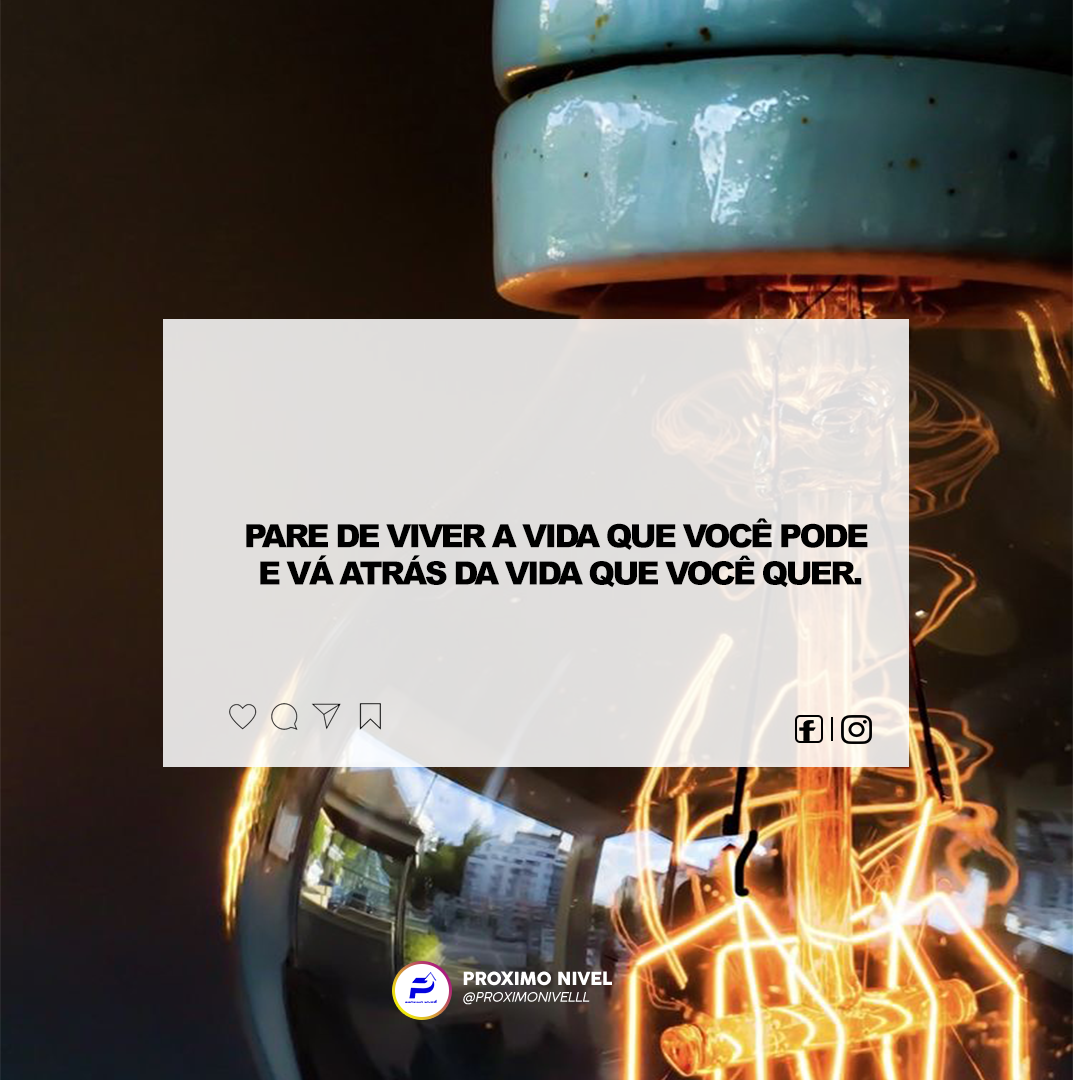 PARE DE VIVER A VIDA QUE VOCÊ PODE
E VÁ ATRÁS DA VIDA QUE VOCÊ QUER.
PROXIMO NIVEL
@PROXIMONIVELLL